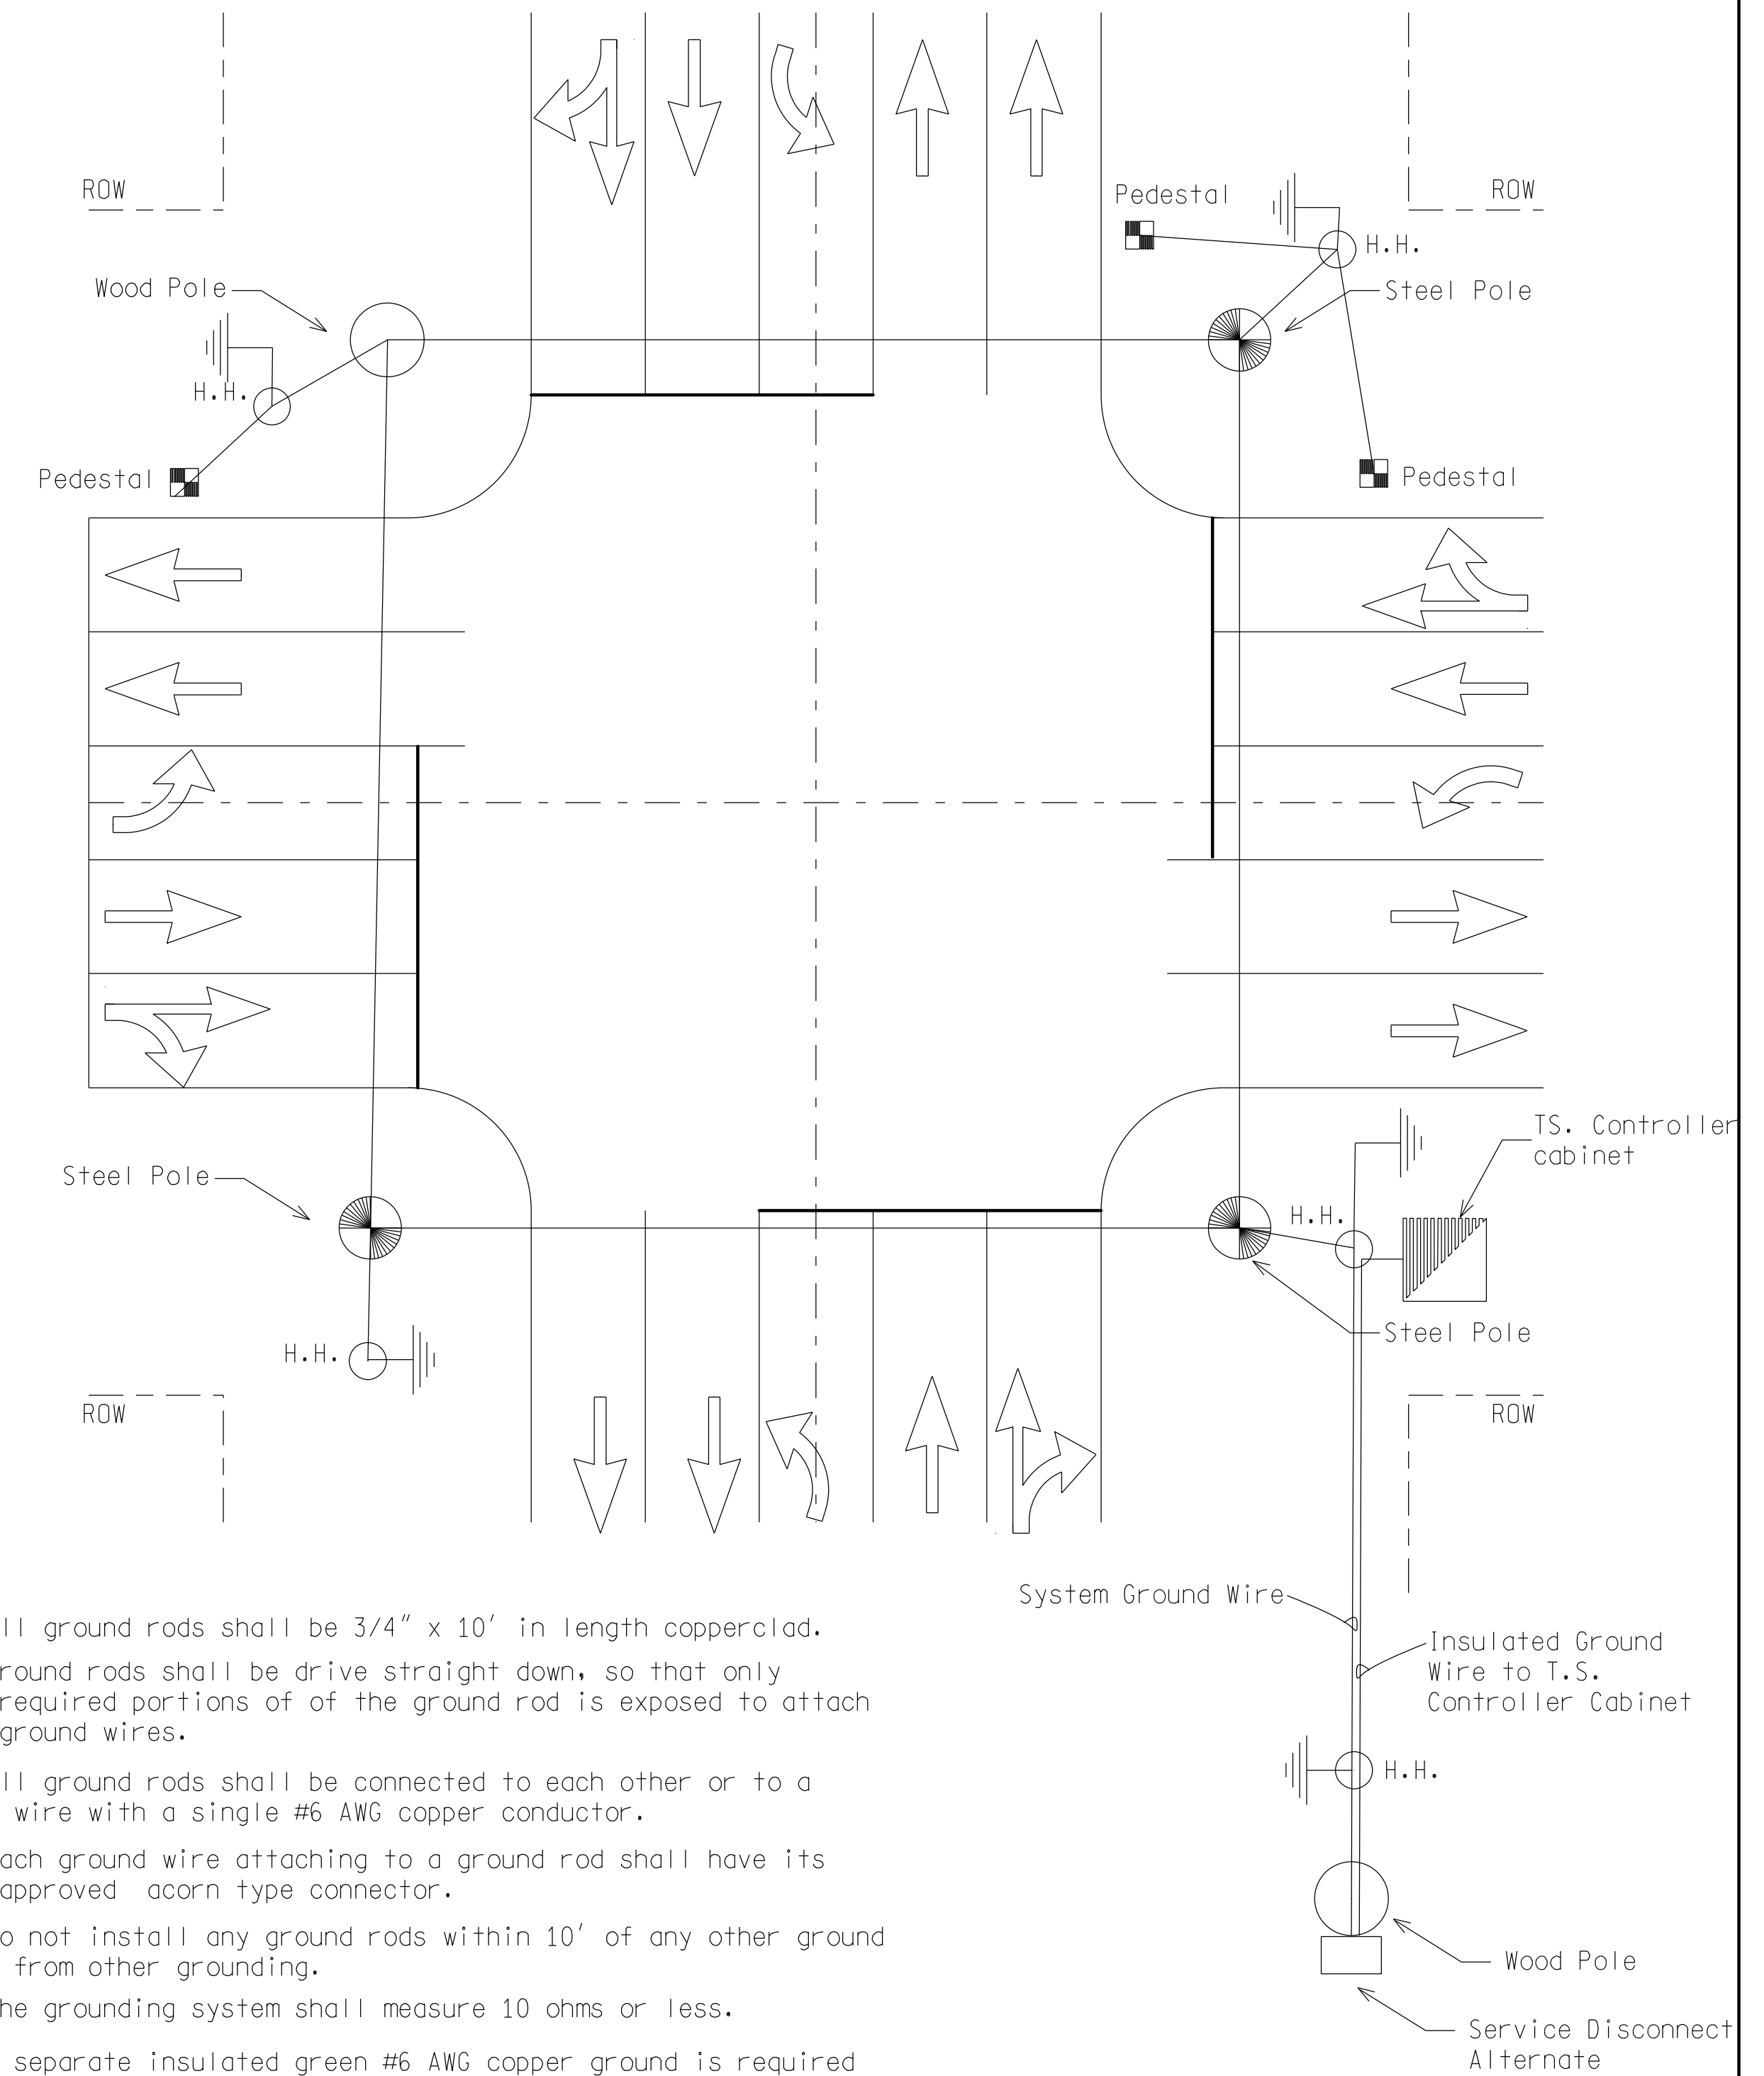 ROW
Pedestal
ROW
H.H.
Wood Pole
Steel Pole
H.H.
Pedestal
Pedestal
TS. Controller
cabinet
Steel Pole
H.H.
Steel Pole
H.H.
ROW
ROW
System Ground Wire
ll ground rods shall be 3/4" x 10' in length copperclad.
Insulated Ground
Wire to T.S.
Controller Cabinet
round rods shall be drive straight down, so that only
required portions of of the ground rod is exposed to attach
ground wires.
H.H.
ll ground rods shall be connected to each other or to a
wire with a single #6 AWG copper conductor.
ach ground wire attaching to a ground rod shall have its
approved acorn type connector.
o not install any ground rods within 10' of any other ground
from other grounding.
Wood Pole
he grounding system shall measure 10 ohms or less.
Service Disconnect
Alternate
separate insulated green #6 AWG copper ground is required